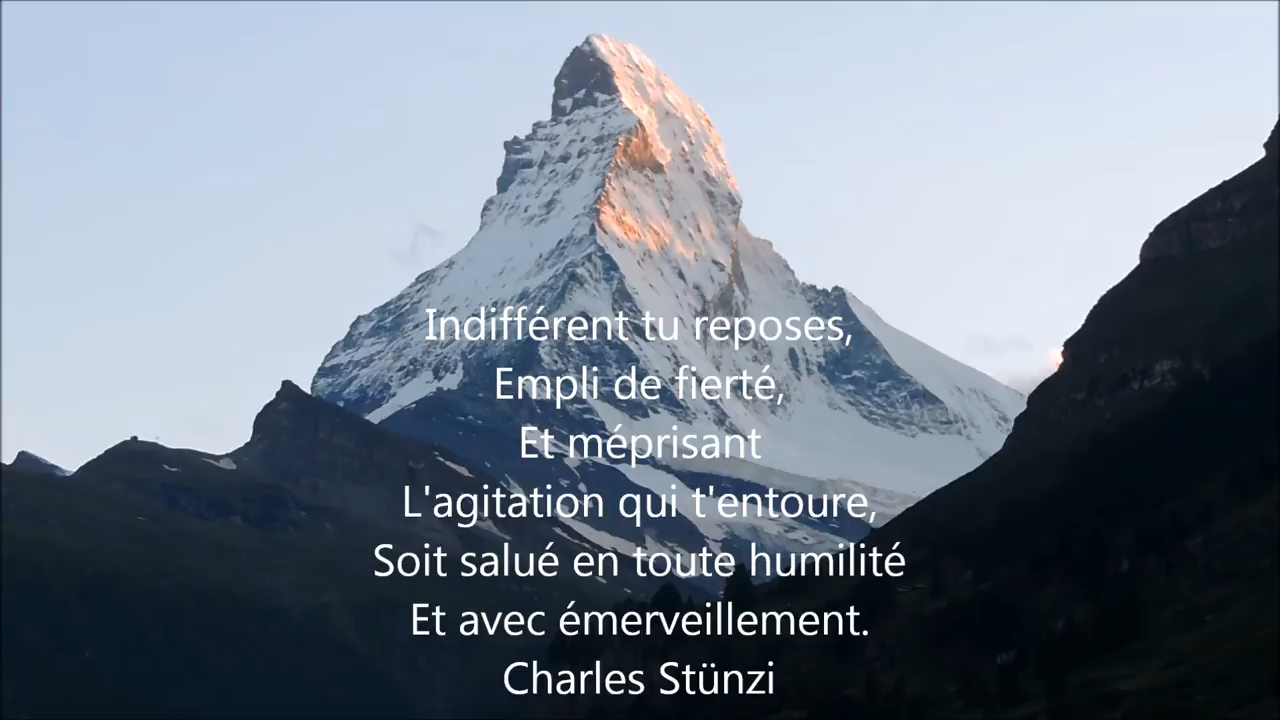 Indifférent tu reposes,
Empli de fierté,
Et méprisant
L'agitation qui t'entoure,
Soit salué en toute humilité
Et avec émerveillement.
Charles Stünzi